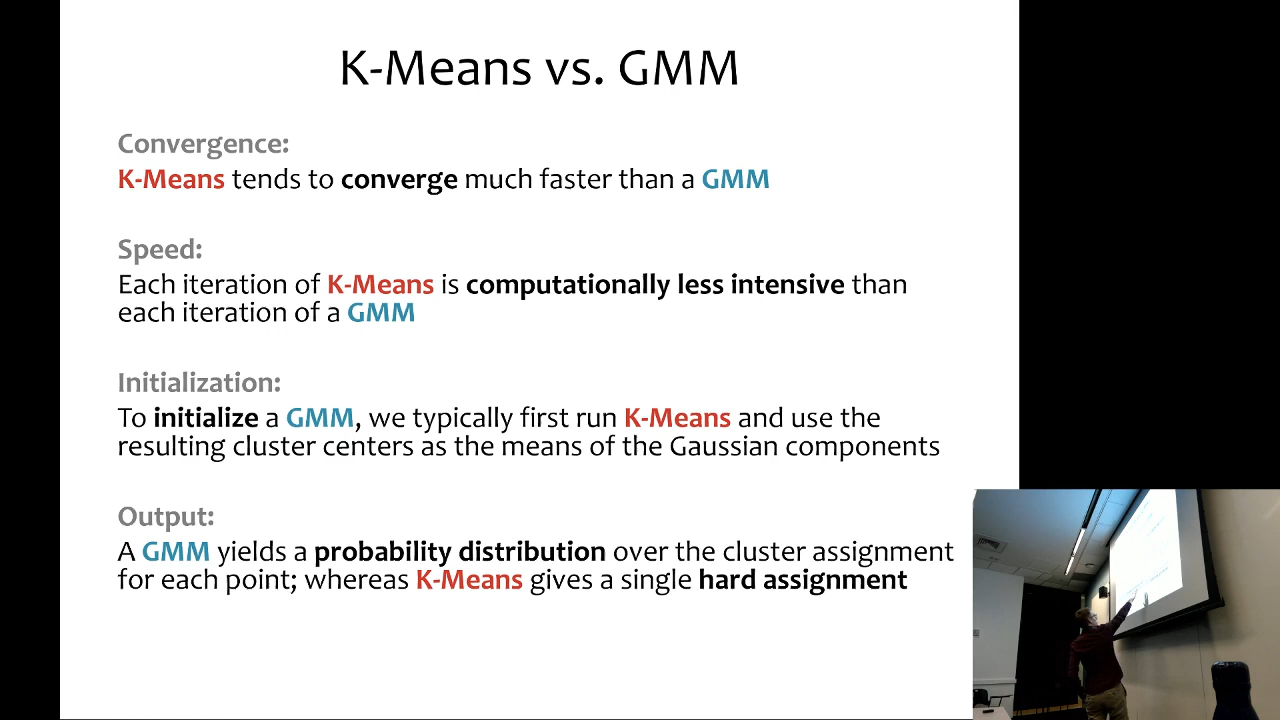 K-Means vs. GMM
Convergence:
K-Means tends to converge much faster than a GMM
Speed:
Each iteration of K-Means is computationally less intensive than
each iteration of a GMM
Initialization:
To initialize a GMM, we typically first run K-Means and use the
resulting cluster centers as the means of the Gaussian components
Output:
A GMM yields a probability distribution over the cluster assignment
for each point; whereas K-Means gives a single hard assignment